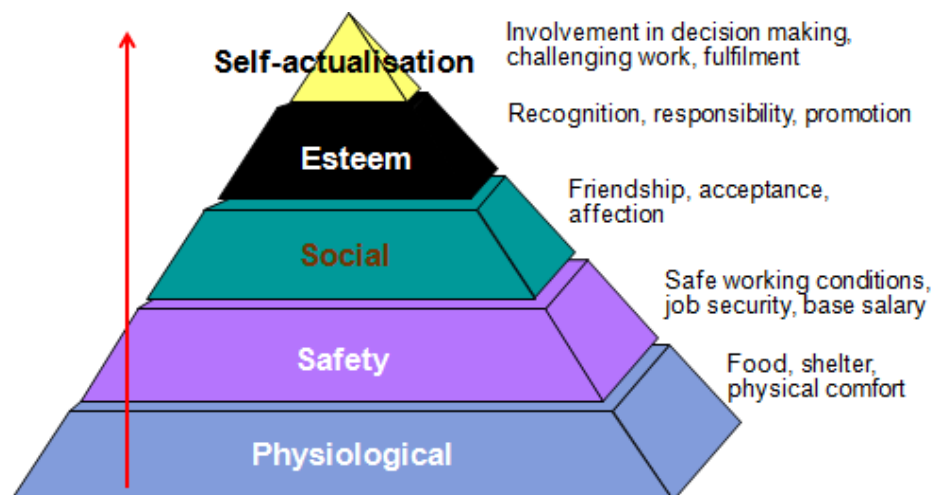 Involvement in decision making,
challenging work, fulfilment
Self-actualisation
Recognition, responsibility, promotion
Esteem
Friendship, acceptance,
affection
Social
Safe working conditions,
job security, base salary
Safety
Food, shelter,
physical comfort
Physiological